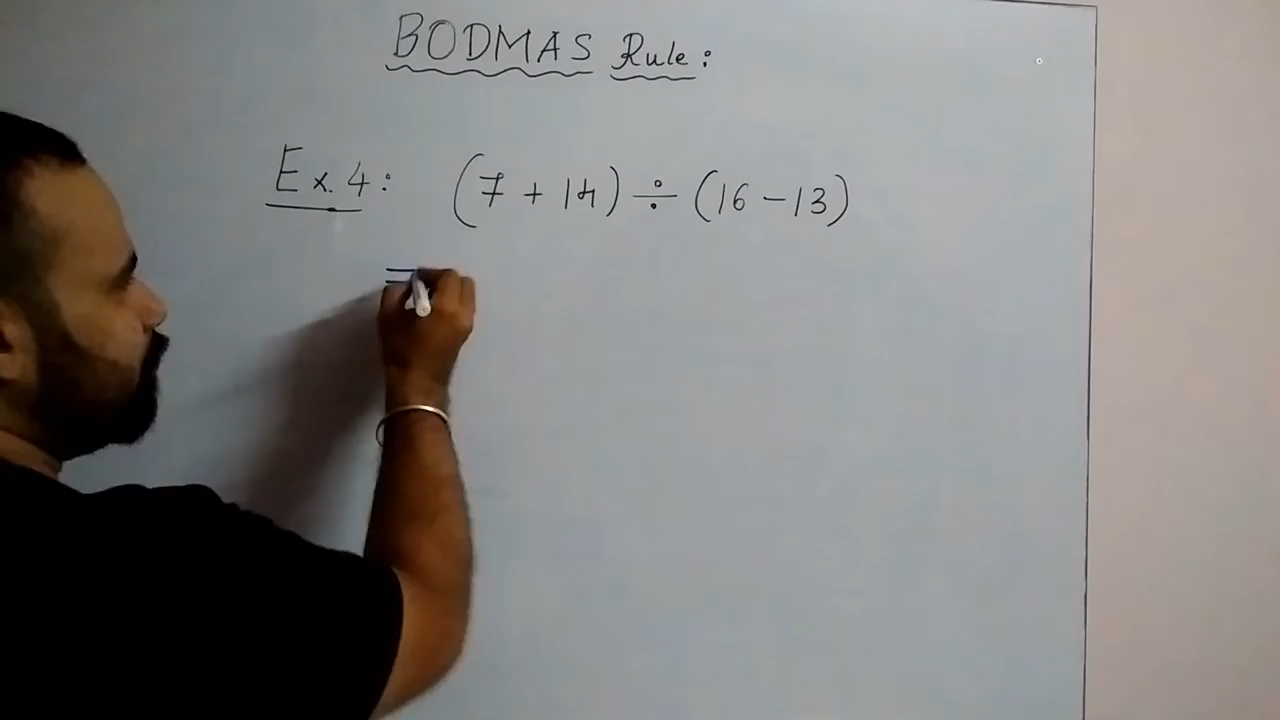 BODMAS Rule:
Ex. 4: (7 + 14) ÷ (16 - 13)
=